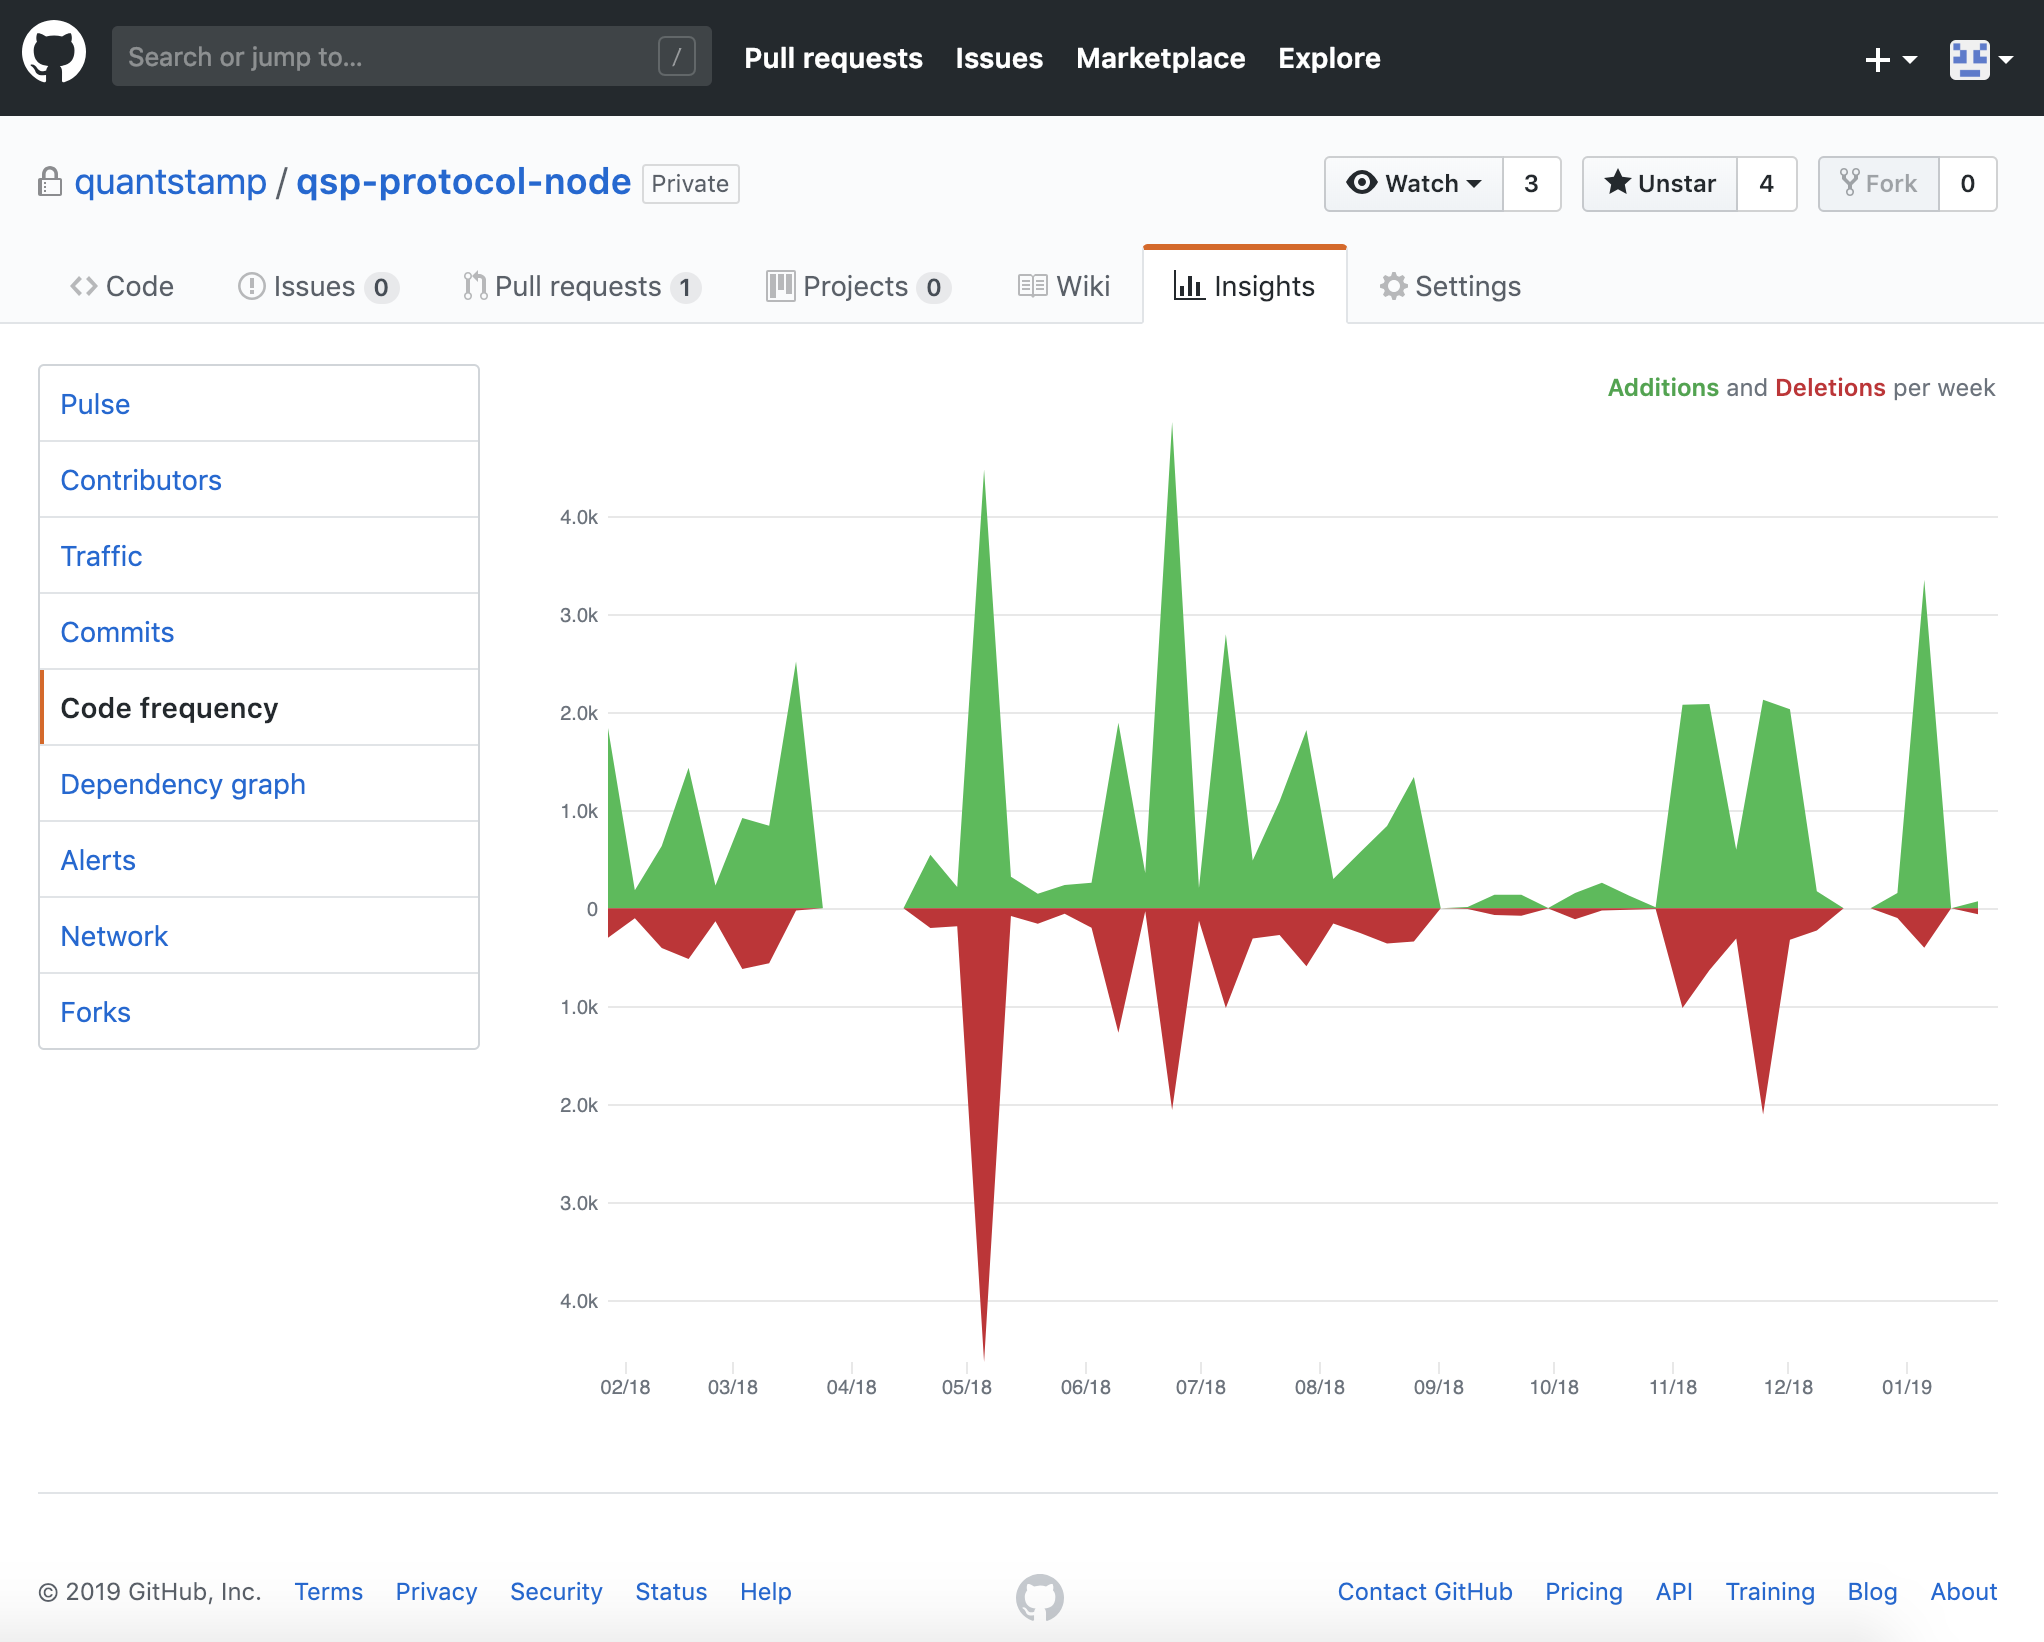 Search or jump to... /
Pull requests Issues Marketplace Explore
quantstamp / qsp-protocol-node Private
Watch 3 Unstar 4 Fork 0
Code Issues 0 Pull requests 1 Projects 0 Wiki Insights Settings
Pulse
Contributors
Traffic
Commits
Code frequency
Dependency graph
Alerts
Network
Forks
Additions and Deletions per week
4.0k
3.0k
2.0k
1.0k
0
1.0k
2.0k
3.0k
4.0k
02/18 03/18 04/18 05/18 06/18 07/18 08/18 09/18 10/18 11/18 12/18 01/19
© 2019 GitHub, Inc. Terms Privacy Security Status Help
Contact GitHub Pricing API Training Blog About